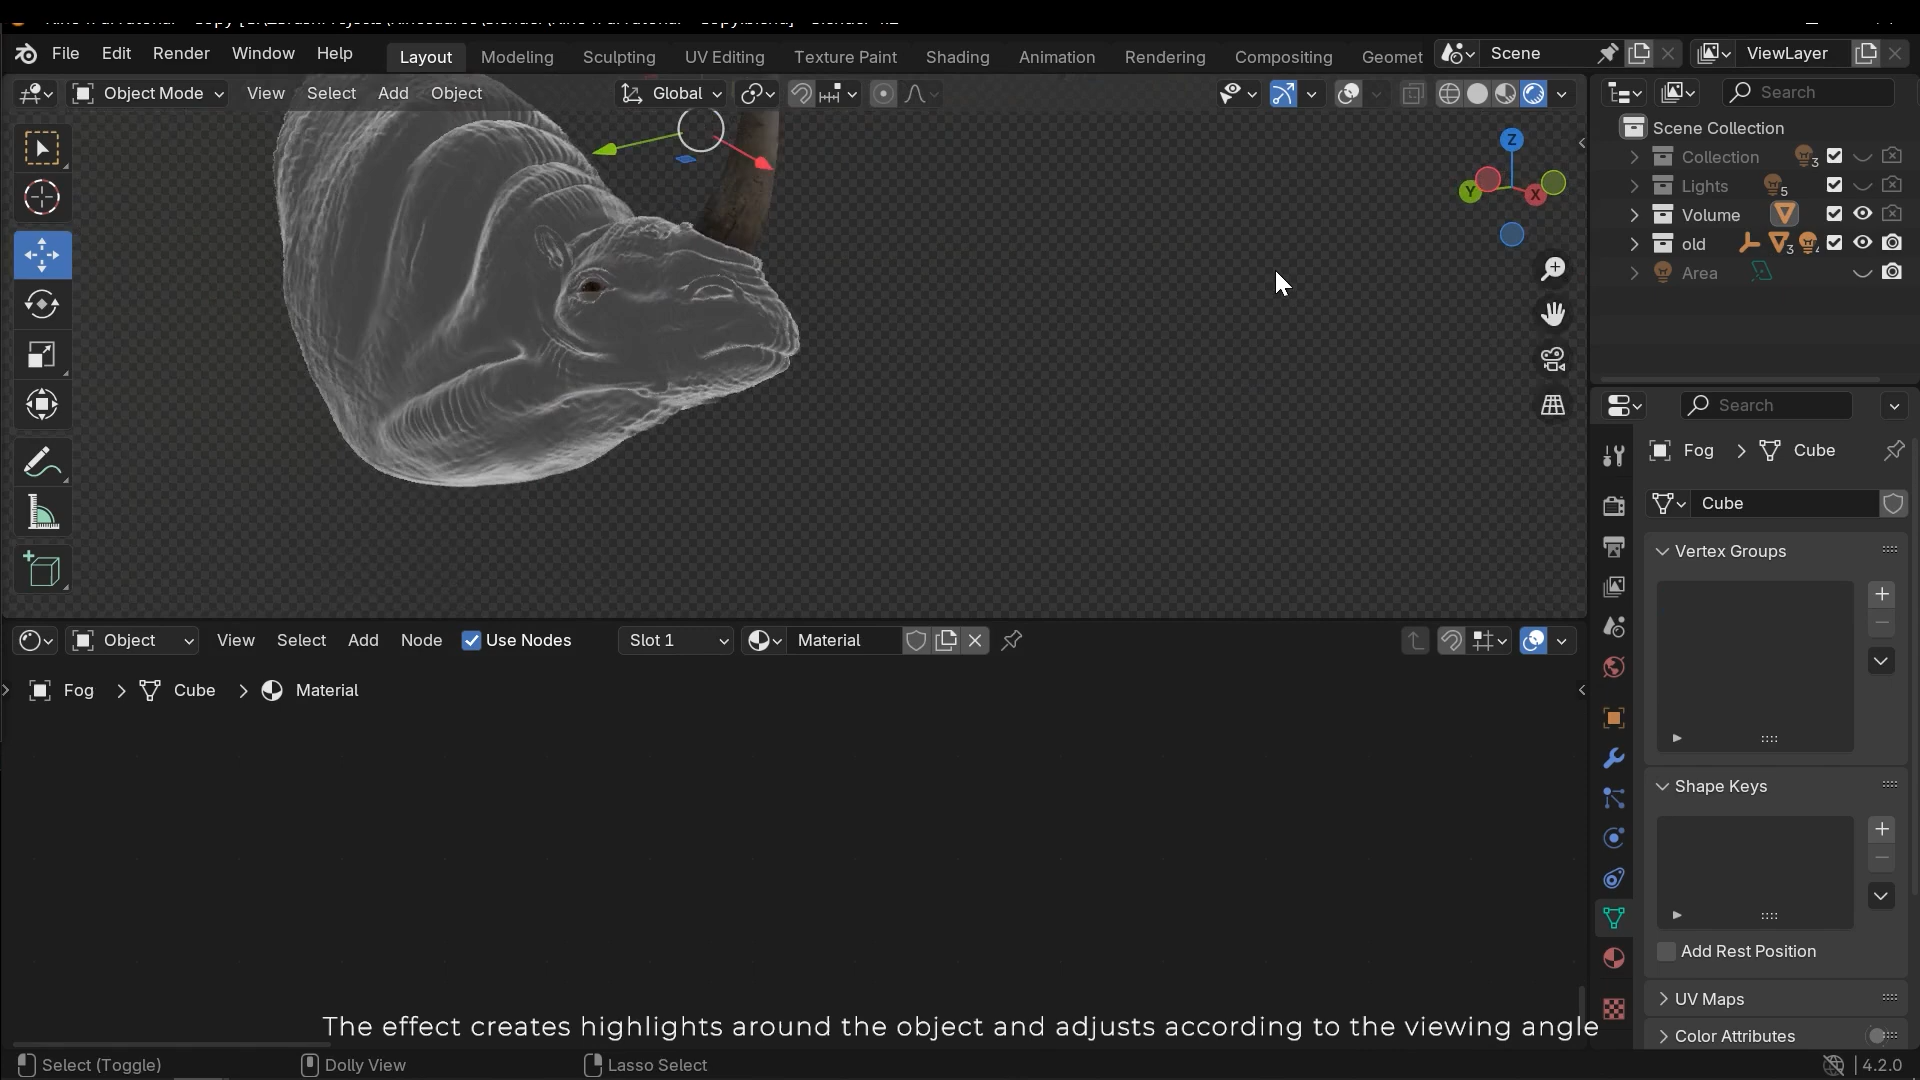 File Edit Render Window Help Layout Modeling Sculpting UV Editing Texture Paint Shading Animation Rendering Compositing Geomet Scene ViewLayer
Object Mode View Select Add Object Global Search
Scene Collection
Collection 3
Lights 5
Volume
old 3
Area
Z
Y X
Search
Fog Cube
Cube
Vertex Groups
Object View Select Add Node Use Nodes Slot 1 Material
Fog Cube Material
Shape Keys
Add Rest Position
UV Maps
Color Attributes
The effect creates highlights around the object and adjusts according to the viewing angle
Select (Toggle) Dolly View Lasso Select 4.2.0